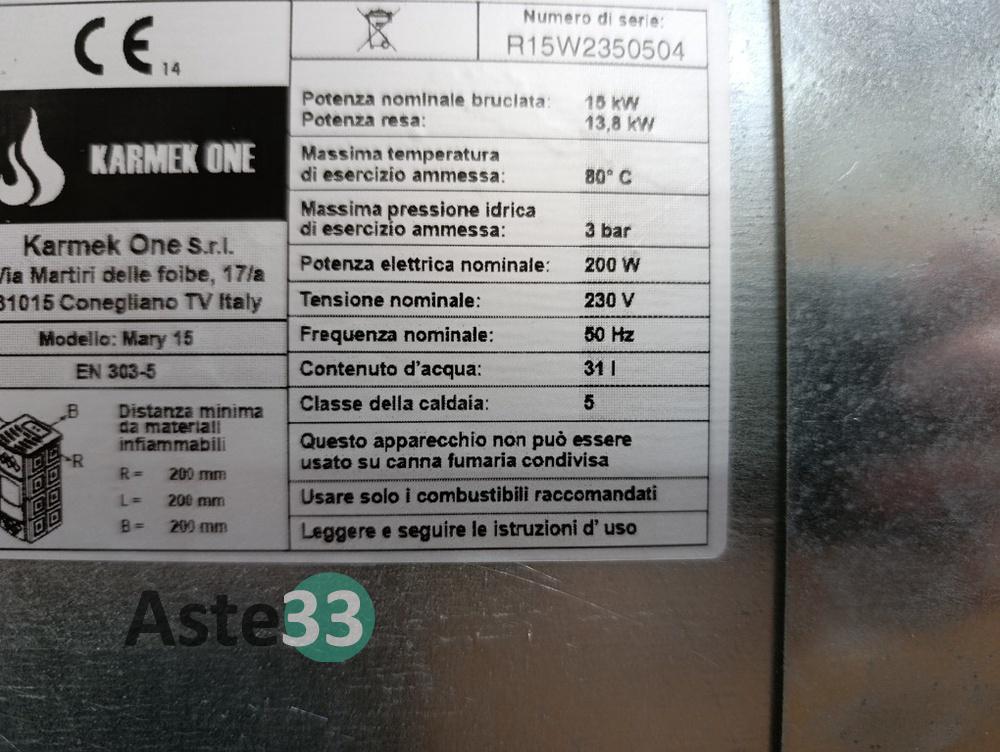 CE 14
Numero di serie:
R15W2350504
KARMEK ONE
Karmek One S.r.l.
Via Martiri delle foibe, 17/a
31015 Conegliano TV Italy
Modello: Mary 15
EN 303-5
B
R
Distanza minima
da materiali
infiammabili
R = 200 mm
L = 200 mm
B = 200 mm
Potenza nominale bruciata: 15 kW
Potenza resa: 13,8 kW
Massima temperatura
di esercizio ammessa: 80° C
Massima pressione idrica
di esercizio ammessa: 3 bar
Potenza elettrica nominale: 200 W
Tensione nominale: 230 V
Frequenza nominale: 50 Hz
Contenuto d'acqua: 31 l
Classe della caldaia: 5
Questo apparecchio non può essere
usato su canna fumaria condivisa
Usare solo i combustibili raccomandati
Leggere e seguire le istruzioni d' uso
Aste33